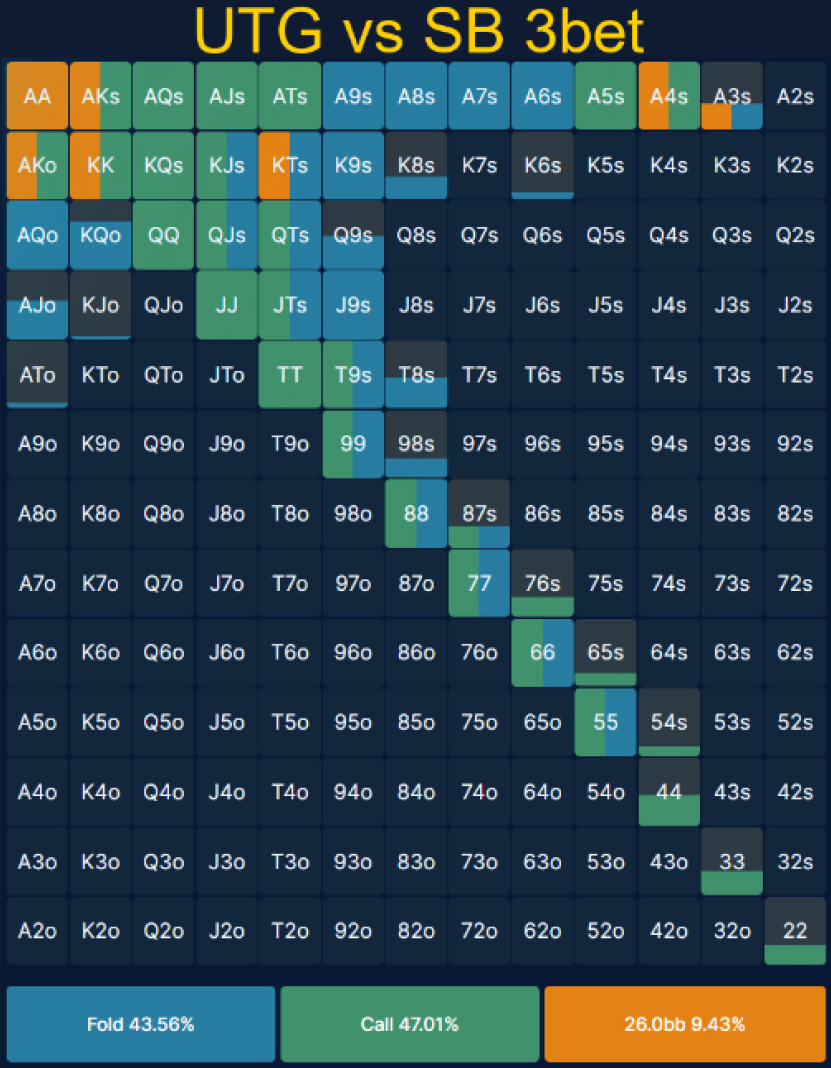 UTG vs SB 3bet
AA AKs AQs AJs ATs A9s A8s A7s A6s A5s A4s A3s A2s
AKo KK KQs KJs KTs K9s K8s K7s K6s K5s K4s K3s K2s
AQo KQo QQ QJs QTs Q9s Q8s Q7s Q6s Q5s Q4s Q3s Q2s
AJo KJo QJo JJ JTs J9s J8s J7s J6s J5s J4s J3s J2s
ATo KTo QTo JTo TT T9s T8s T7s T6s T5s T4s T3s T2s
A9o K9o Q9o J9o T9o 99 98s 97s 96s 95s 94s 93s 92s
A8o K8o Q8o J8o T8o 98o 88 87s 86s 85s 84s 83s 82s
A7o K7o Q7o J7o T7o 97o 87o 77 76s 75s 74s 73s 72s
A6o K6o Q6o J6o T6o 96o 86o 76o 66 65s 64s 63s 62s
A5o K5o Q5o J5o T5o 95o 85o 75o 65o 55 54s 53s 52s
A4o K4o Q4o J4o T4o 94o 84o 74o 64o 54o 44 43s 42s
A3o K3o Q3o J3o T3o 93o 83o 73o 63o 53o 43o 33 32s
A2o K2o Q2o J2o T2o 92o 82o 72o 62o 52o 42o 32o 22
Fold 43.56% Call 47.01% 26.0bb 9.43%